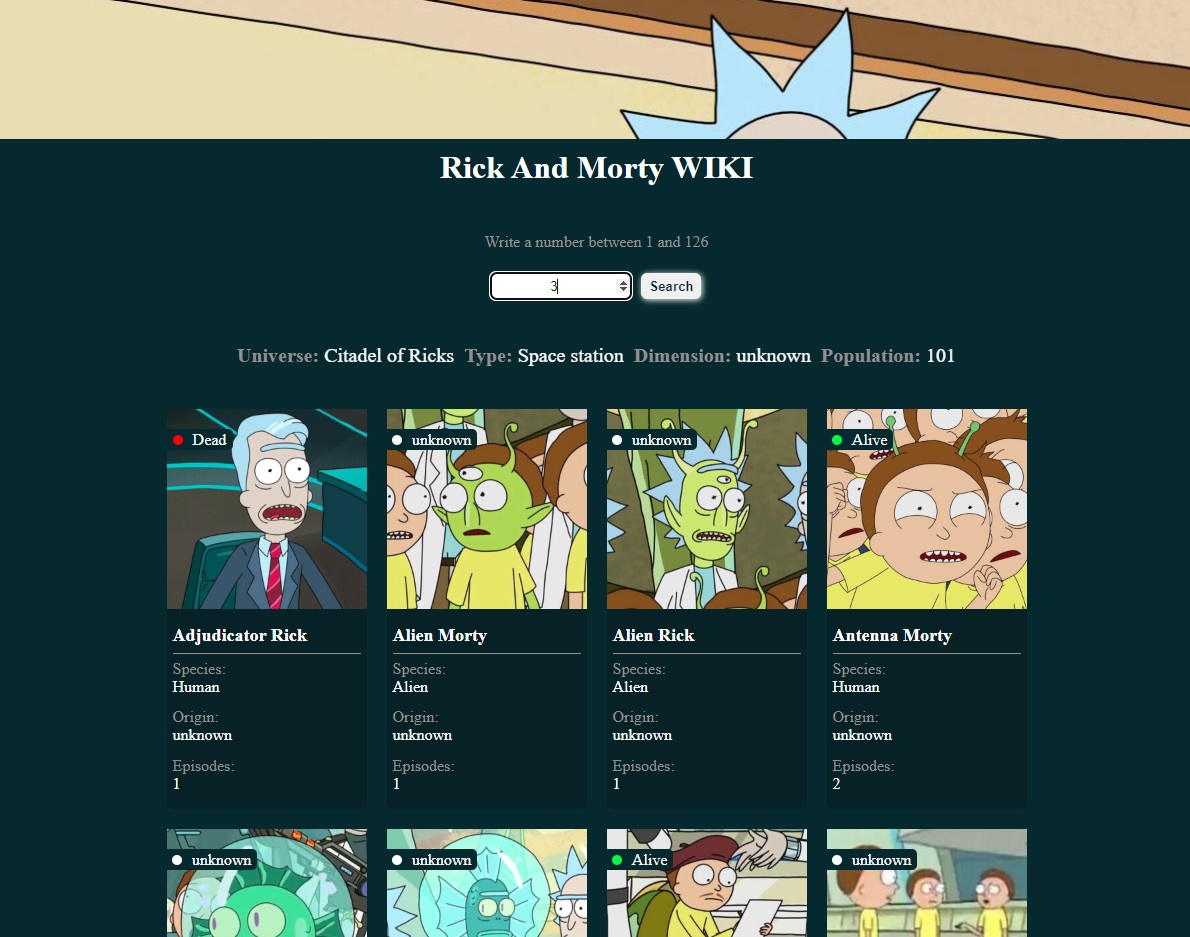 Rick And Morty WIKI
Write a number between 1 and 126
3 Search
Universe: Citadel of Ricks Type: Space station Dimension: unknown Population: 101
Dead
unknown
unknown
Alive
Adjudicator Rick
Species:
Human
Origin:
unknown
Episodes:
1
Alien Morty
Species:
Alien
Origin:
unknown
Episodes:
1
Alien Rick
Species:
Alien
Origin:
unknown
Episodes:
1
Antenna Morty
Species:
Human
Origin:
unknown
Episodes:
2
unknown
unknown
Alive
unknown